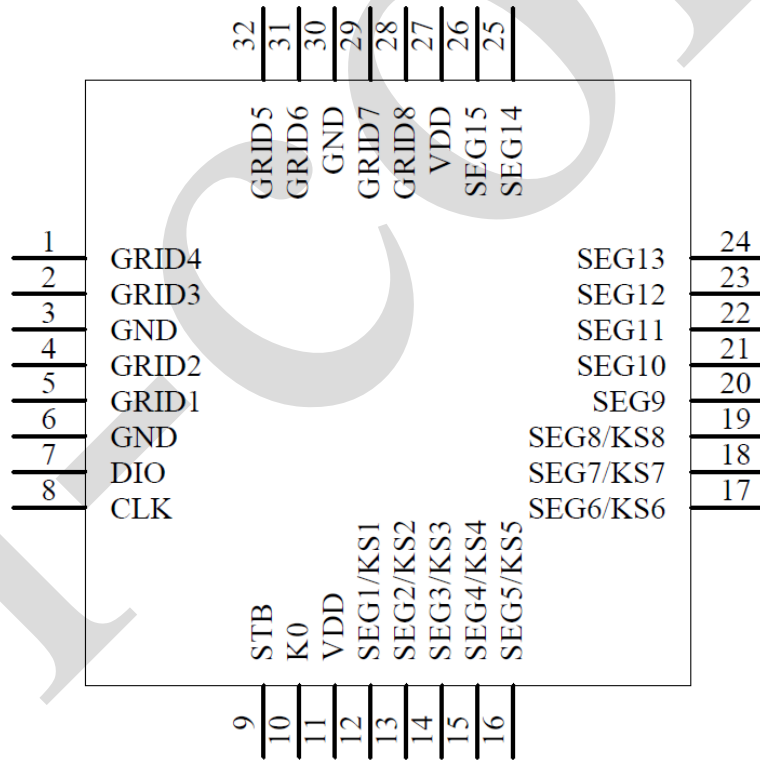 32 31 30 29 28 27 26 25
GRID5 GRID6 GND GRID7 GRID8 VDD SEG15 SEG14
1 GRID4 SEG13 24
2 GRID3 SEG12 23
3 GND SEG11 22
4 GRID2 SEG10 21
5 GRID1 SEG9 20
6 GND SEG8/KS8 19
7 DIO SEG7/KS7 18
8 CLK SEG6/KS6 17
STB K0 VDD SEG1/KS1 SEG2/KS2 SEG3/KS3 SEG4/KS4 SEG5/KS5
9 10 11 12 13 14 15 16